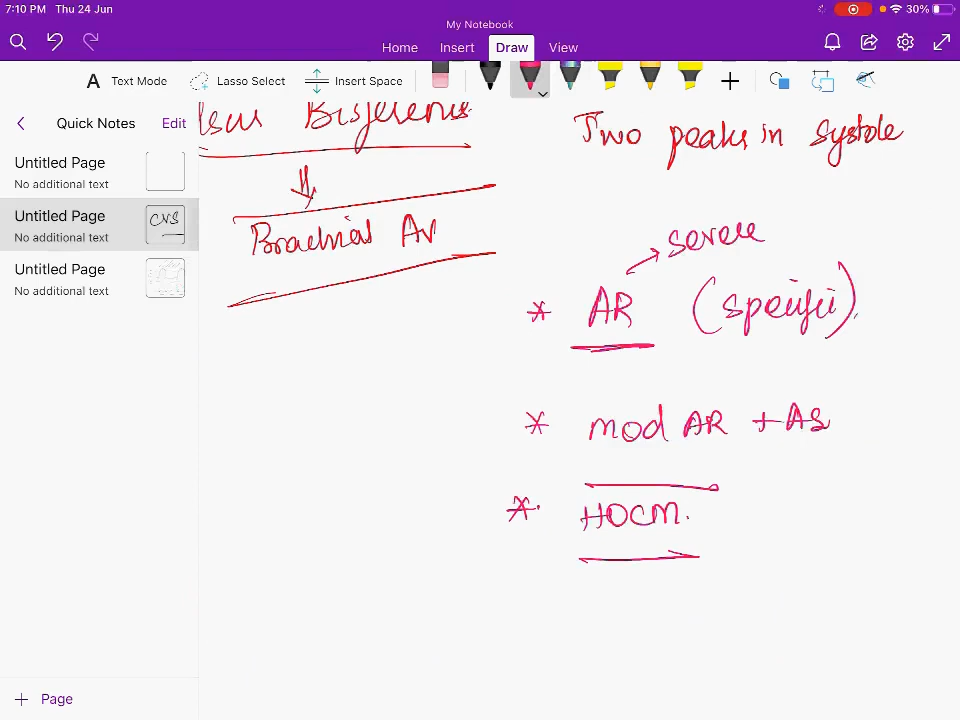 7:10 PM Thu 24 Jun
30%
My Notebook
Home Insert Draw View
Text Mode Lasso Select Insert Space
Quick Notes Edit
Untitled Page
No additional text
Untitled Page
No additional text
CVS
Untitled Page
No additional text
Page
Two peaks in systole
Brachial Ar
severe
* AR (specific).
* mod AR + AS
* HOCM.